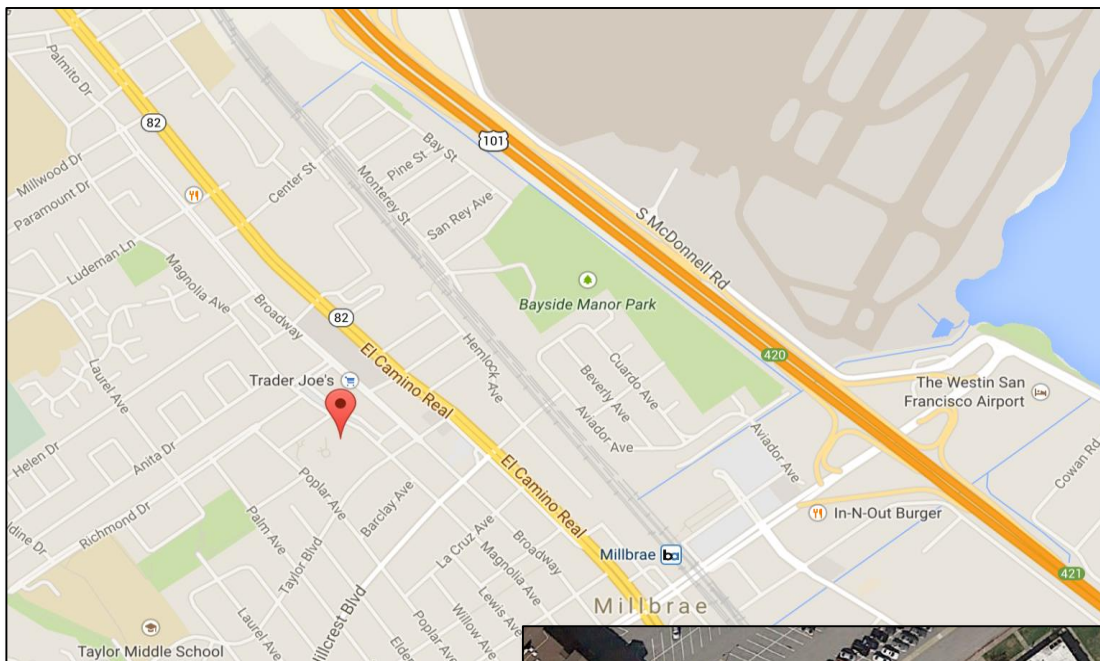 Palmito Dr
82
Millwood Dr
Paramount Dr
Ludeman Ln
Magnolia Ave
Broadway
Center St
Monterey St
Pine St
Bay St
San Rey Ave
101
S McDonnell Rd
Bayside Manor Park
82
El Camino Real
Hemlock Ave
Trader Joe's
Laurel Ave
Helen Dr
Anita Dr
Richmond Dr
ldine Dr
Poplar Ave
Palm Ave
Taylor Blvd
Barclay Ave
Hillcrest Blvd
Laurel Ave
Taylor Middle School
Cuardo Ave
Beverly Ave
Aviador Ave
Aviador Ave
420
The Westin San
Francisco Airport
Cowan Rd
In-N-Out Burger
421
El Camino Real
Millbrae
ba
La Cruz Ave
Broadway
Magnolia Ave
Lewis Ave
Willow Ave
Poplar Ave
Elder
Millbrae